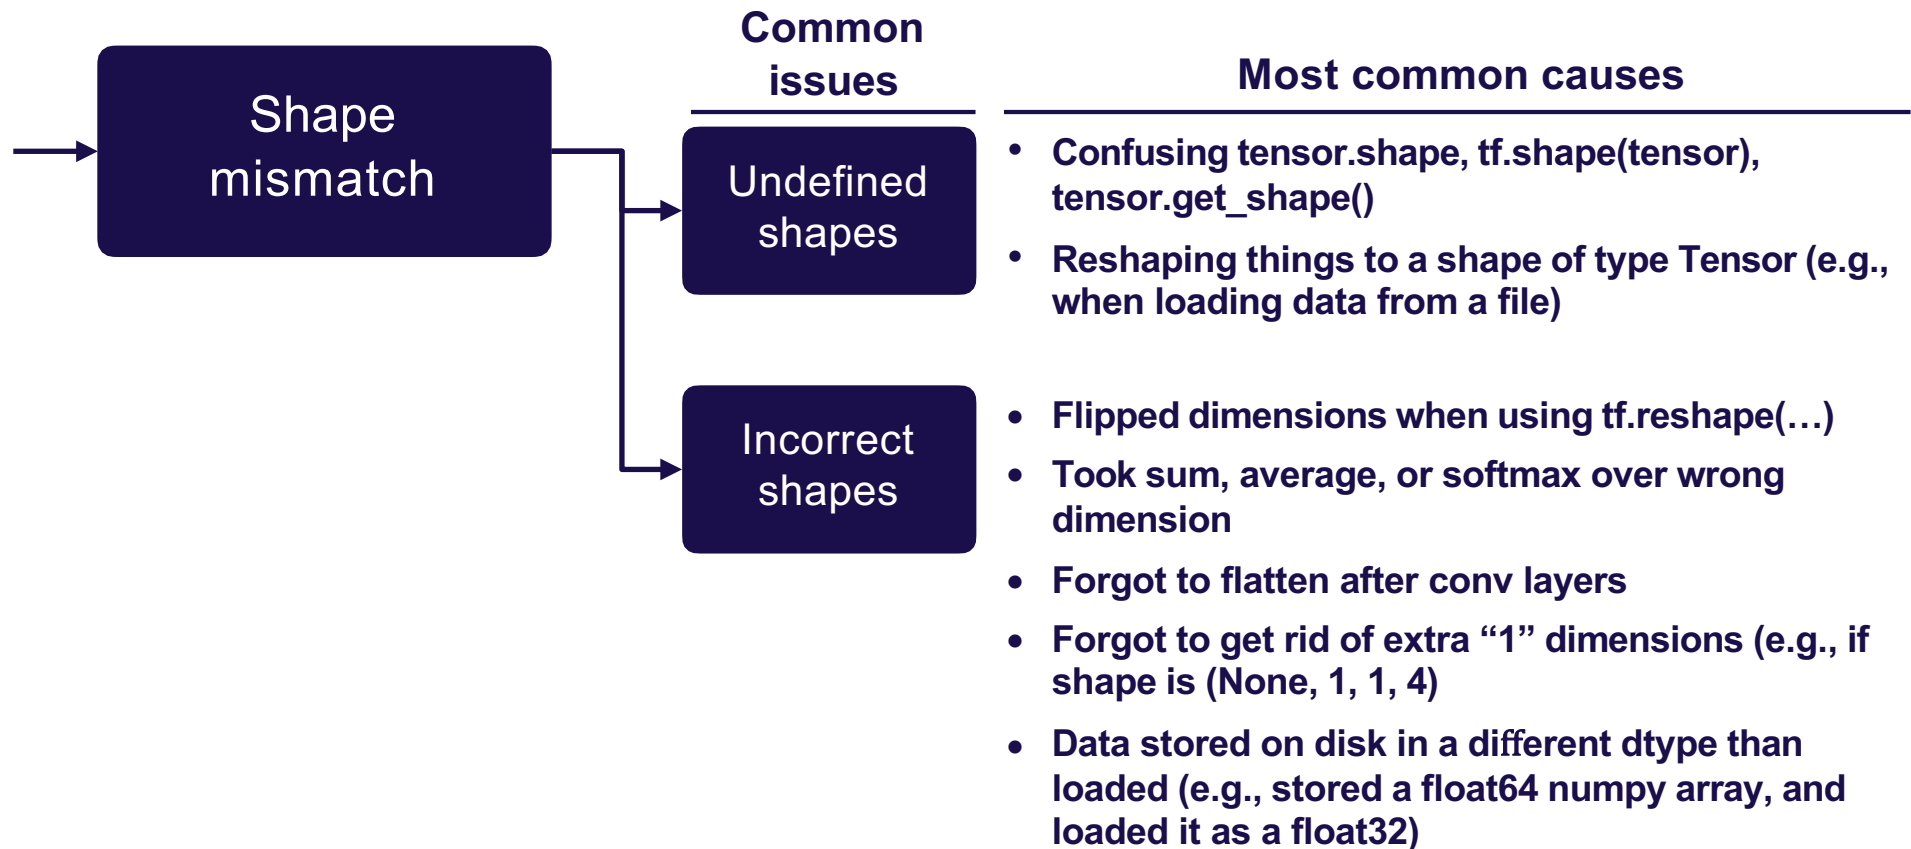 Common
issues
Most common causes
Shape
mismatch
Undefined
shapes
• Confusing tensor.shape, tf.shape(tensor),
tensor.get_shape()
• Reshaping things to a shape of type Tensor (e.g.,
when loading data from a file)
Incorrect
shapes
• Flipped dimensions when using tf.reshape(…)
• Took sum, average, or softmax over wrong
dimension
• Forgot to flatten after conv layers
• Forgot to get rid of extra “1” dimensions (e.g., if
shape is (None, 1, 1, 4)
• Data stored on disk in a different dtype than
loaded (e.g., stored a float64 numpy array, and
loaded it as a float32)